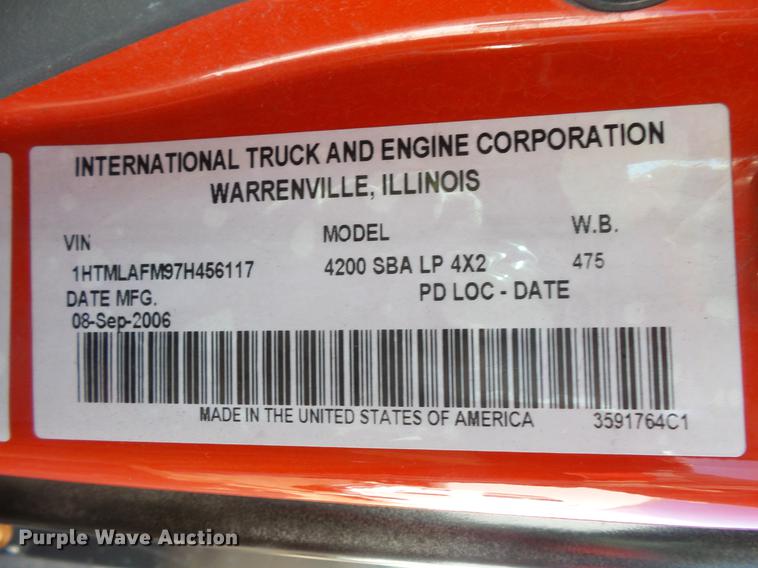 INTERNATIONAL TRUCK AND ENGINE CORPORATION
WARRENVILLE, ILLINOIS
VIN MODEL W.B.
1HTMLAFM97H456117 4200 SBA LP 4X2 475
DATE MFG. PD LOC - DATE
08-Sep-2006
MADE IN THE UNITED STATES OF AMERICA 3591764C1
Purple Wave Auction